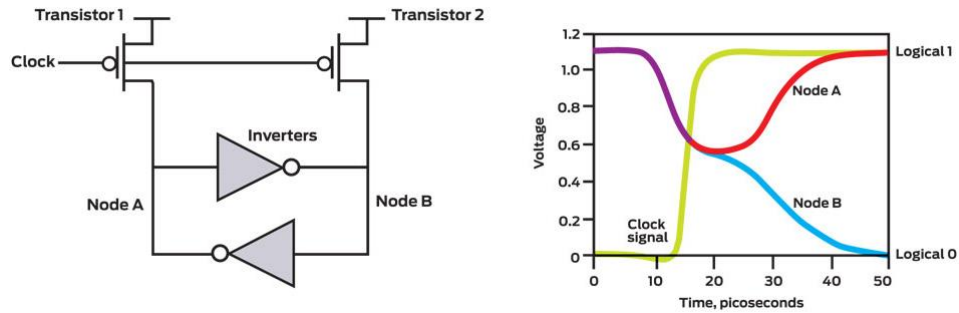 Transistor 1
Transistor 2
Clock
Inverters
Node A
Node B
1.2
1.0
0.8
0.6
0.4
0.2
0
Voltage
Logical 1
Node A
Node B
Clock
signal
Logical 0
0
10
20
30
40
50
Time, picoseconds